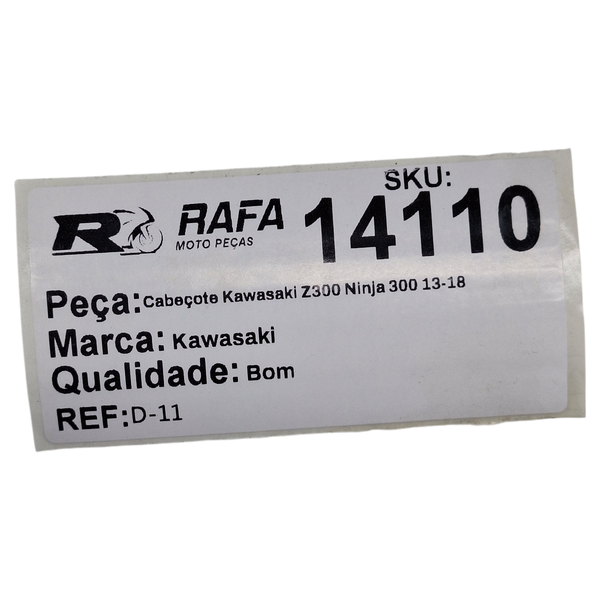 SKU:
R RAFA 14110
MOTO PEÇAS
Peça: Cabeçote Kawasaki Z300 Ninja 300 13-18
Marca: Kawasaki
Qualidade: Bom
REF: D-11